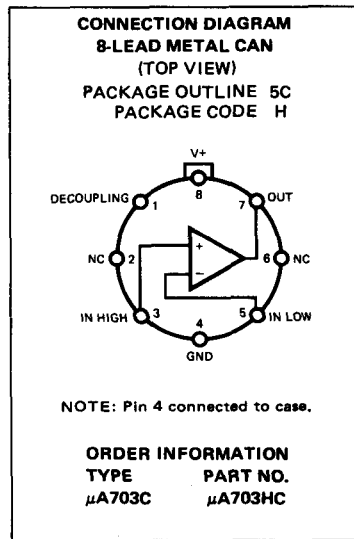 CONNECTION DIAGRAM
8-LEAD METAL CAN
(TOP VIEW)
PACKAGE OUTLINE 5C
PACKAGE CODE H
V+
8
DECOUPLING 1
7 OUT
+
NC 2
6 NC
−
IN HIGH 3
4
5 IN LOW
GND
NOTE: Pin 4 connected to case.
ORDER INFORMATION
TYPE PART NO.
μA703C μA703HC